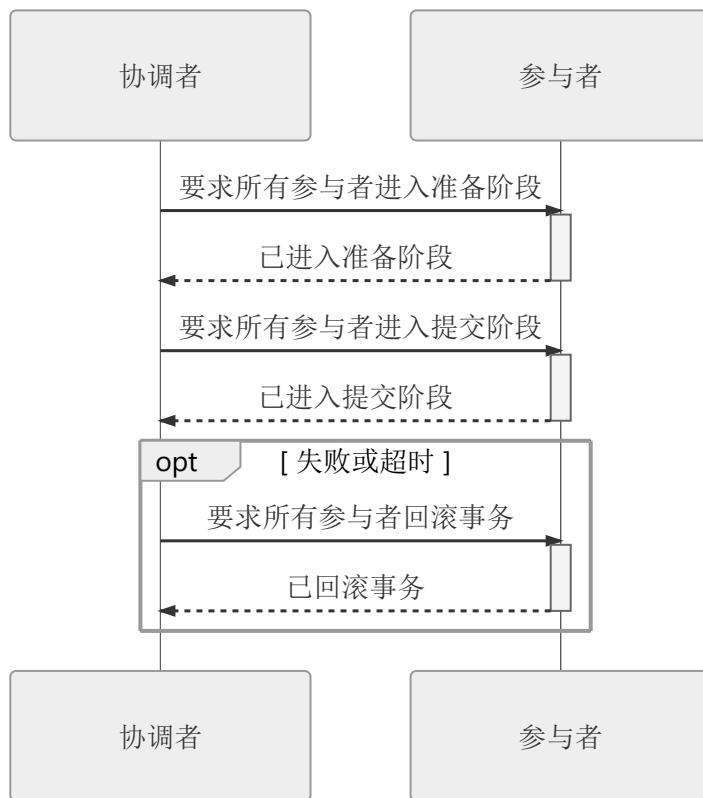 协调者
参与者
要求所有参与者进入准备阶段
已进入准备阶段
要求所有参与者进入提交阶段
已进入提交阶段
opt
[ 失败或超时 ]
要求所有参与者回滚事务
已回滚事务
协调者
参与者